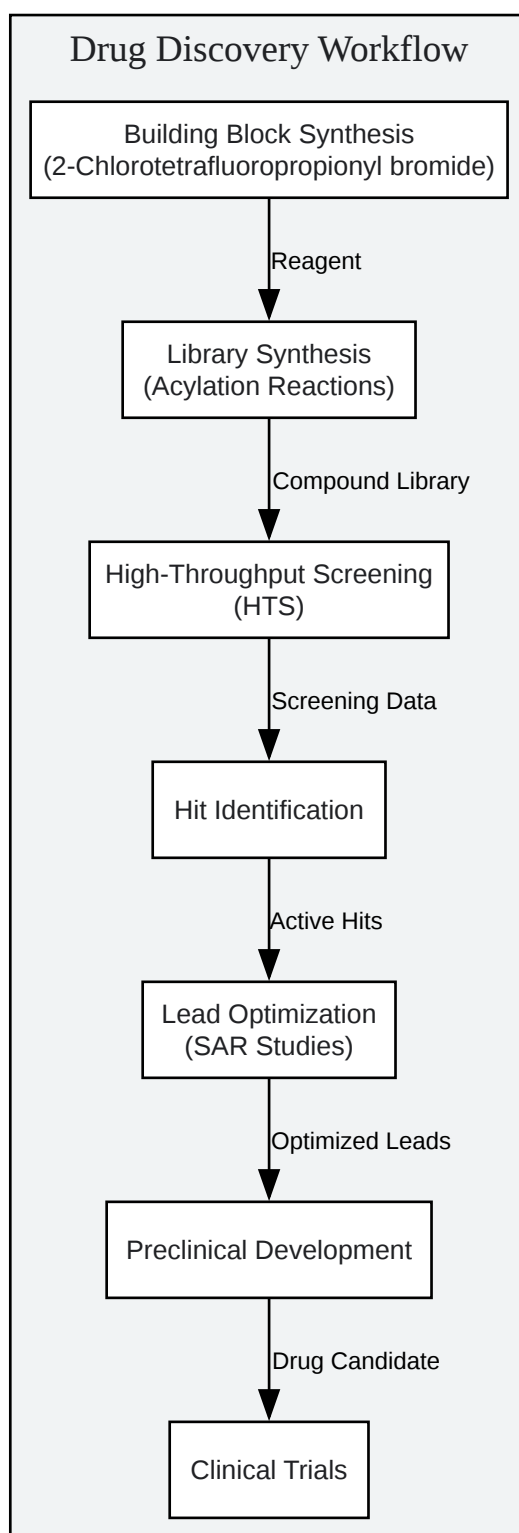 Drug Discovery Workflow
Building Block Synthesis
(2-Chlorotetrafluoropropionyl bromide)
Reagent
Library Synthesis
(Acylation Reactions)
Compound Library
High-Throughput Screening
(HTS)
Screening Data
Hit Identification
Active Hits
Lead Optimization
(SAR Studies)
Optimized Leads
Preclinical Development
Drug Candidate
Clinical Trials